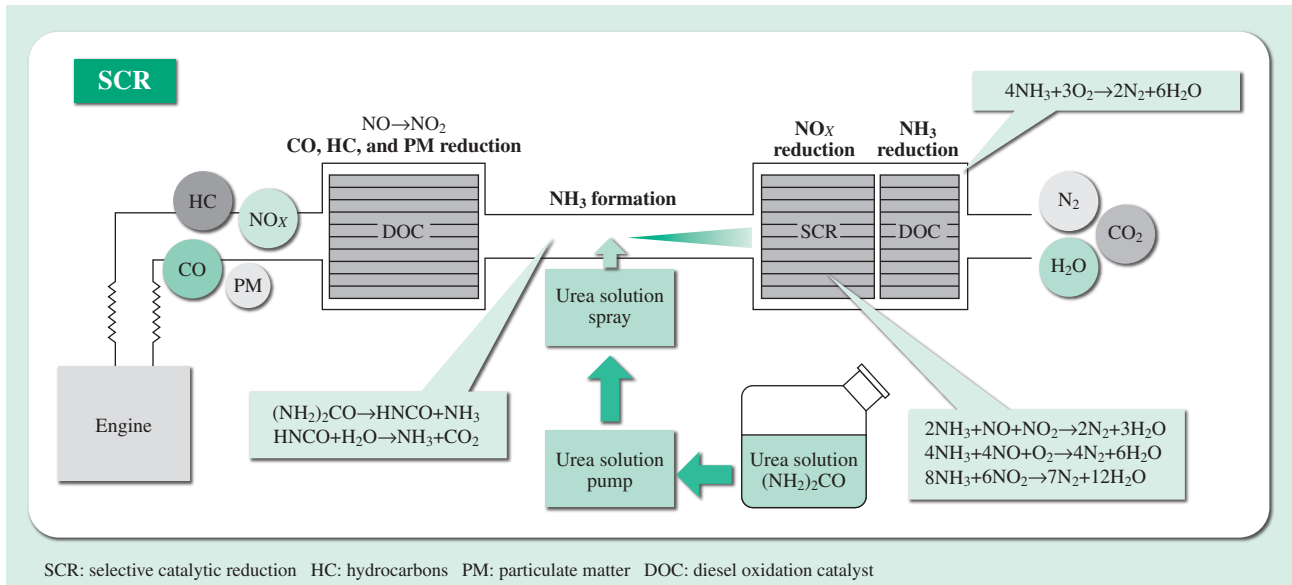 SCR
4NH₃+3O₂→2N₂+6H₂O
NO→NO₂
CO, HC, and PM reduction
NOX
reduction
NH₃
reduction
NH₃ formation
HC
NOX
CO
PM
DOC
SCR
DOC
N₂
CO₂
H₂O
Urea solution
spray
Engine
(NH₂)₂CO→HNCO+NH₃
HNCO+H₂O→NH₃+CO₂
Urea solution
pump
Urea solution
(NH₂)₂CO
2NH₃+NO+NO₂→2N₂+3H₂O
4NH₃+4NO+O₂→4N₂+6H₂O
8NH₃+6NO₂→7N₂+12H₂O
SCR: selective catalytic reduction HC: hydrocarbons PM: particulate matter DOC: diesel oxidation catalyst